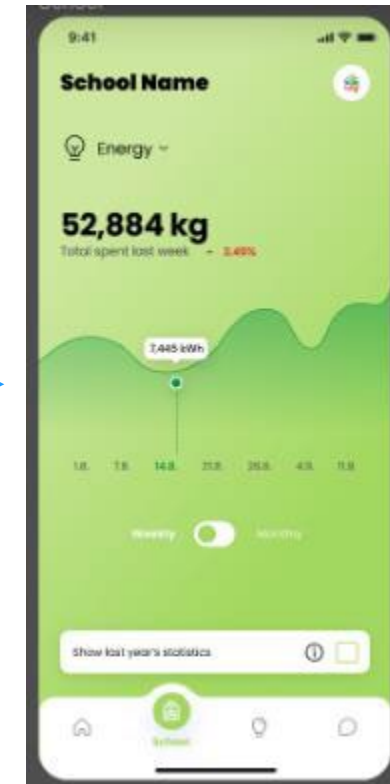 School
9:41
School Name
Energy
52,884 kg
Total spent last week - 3.49%
7,445 kWh
1.8. 7.8. 14.8. 21.8. 28.8. 4.9. 11.9.
Weekly Monthly
Show last year's statistics
School